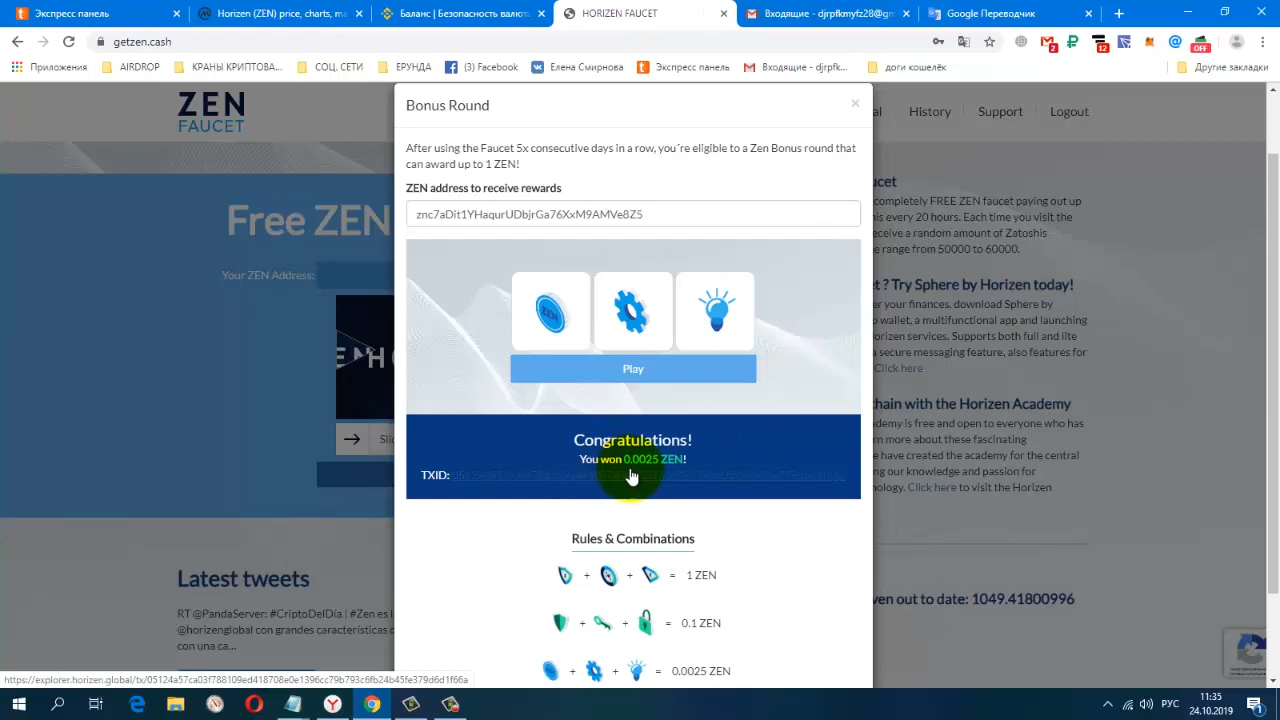 Экспресс панель
Horizen (ZEN) price, charts, ma
Баланс | Безопасность валют
HORIZEN FAUCET
Входящие - djrpfkmyfz28@gm
Google Переводчик
getzen.cash
2
12
OFF
Приложения
AIRDROP
КРАНЫ КРИПТОВА...
СОЦ. СЕТИ
ЕРУНДА
(3) Facebook
Елена Смирнова
Экспресс панель
Входящие - djrpfk...
доги кошелёк
Другие закладки
ZEN
FAUCET
al
History
Support
Logout
Bonus Round
×
After using the Faucet 5x consecutive days in a row, you´re eligible to a Zen Bonus round that
can award up to 1 ZEN!
ZEN address to receive rewards
znc7aDit1YHaqurUDbjrGa76XxM9AMVe8Z5
ZEN
Play
Congratulations!
You won 0.0025 ZEN!
TXID:
Rules & Combinations
+ + = 1 ZEN
+ + = 0.1 ZEN
+ + = 0.0025 ZEN
Free ZEN
Your ZEN Address:
Latest tweets
RT @PandaServer: #CriptoDelDía | #Zen es l
@horizenglobal con grandes características c
con una ca...
ucet
completely FREE ZEN faucet paying out up
his every 20 hours. Each time you visit the
eceive a random amount of Zatoshis
e range from 50000 to 60000.
et ? Try Sphere by Horizen today!
er your finances, download Sphere by
o wallet, a multifunctional app and launching
orizen services. Supports both full and lite
a secure messaging feature, also features for
Click here
chain with the Horizen Academy
ademy is free and open to everyone who has
rn more about these fascinating
e have created the academy for the central
ng our knowledge and passion for
nology. Click here to visit the Horizen
ven out to date: 1049.41800996
https://explorer.horizen.global/tx/05124a57ca03f788109ed418708e0e1396cc79b793c6fb24b45fe379d6d1f66a
РУС
11:35
24.10.2019